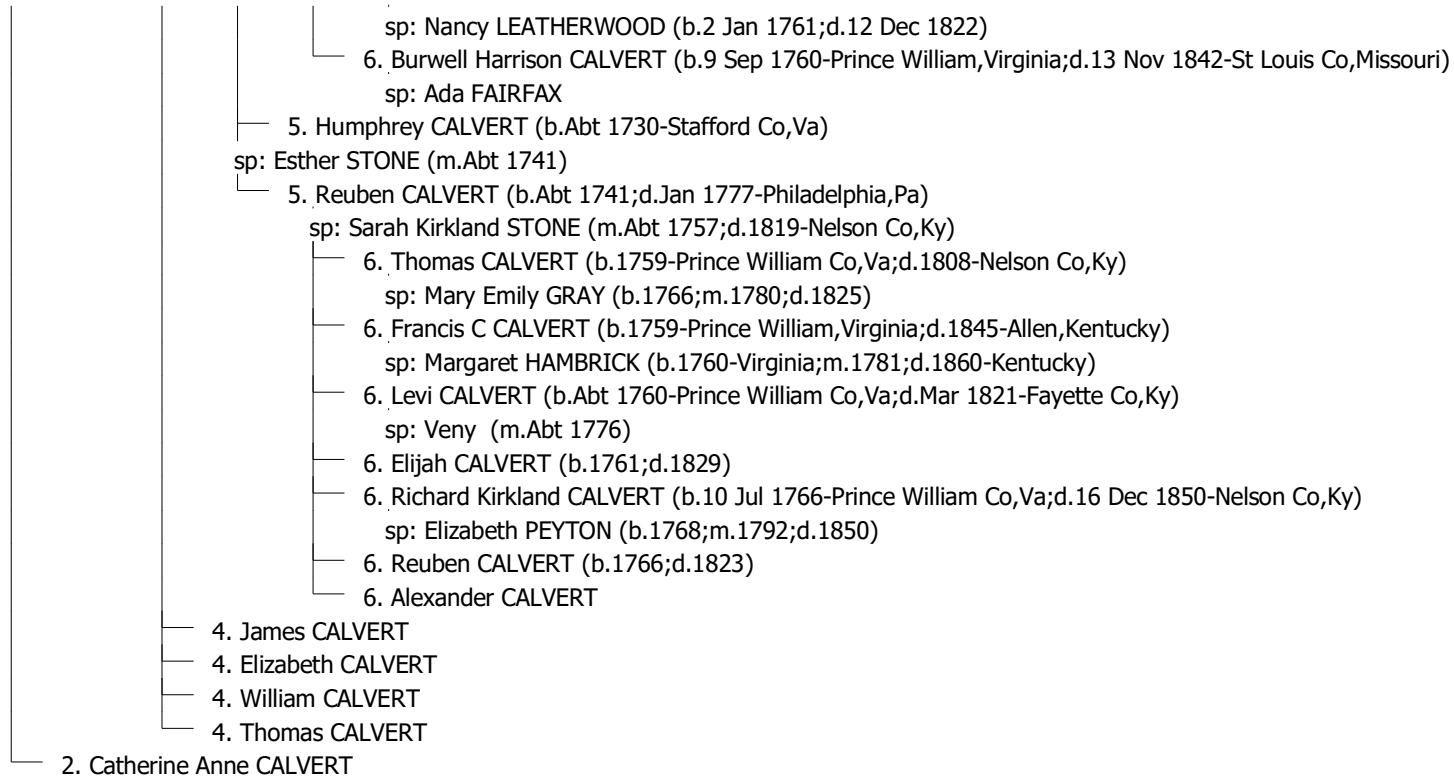 sp: Nancy LEATHERWOOD (b.2 Jan 1761;d.12 Dec 1822)
6. Burwell Harrison CALVERT (b.9 Sep 1760-Prince William,Virginia;d.13 Nov 1842-St Louis Co,Missouri)
sp: Ada FAIRFAX
5. Humphrey CALVERT (b.Abt 1730-Stafford Co,Va)
sp: Esther STONE (m.Abt 1741)
5. Reuben CALVERT (b.Abt 1741;d.Jan 1777-Philadelphia,Pa)
sp: Sarah Kirkland STONE (m.Abt 1757;d.1819-Nelson Co,Ky)
6. Thomas CALVERT (b.1759-Prince William Co,Va;d.1808-Nelson Co,Ky)
sp: Mary Emily GRAY (b.1766;m.1780;d.1825)
6. Francis C CALVERT (b.1759-Prince William,Virginia;d.1845-Allen,Kentucky)
sp: Margaret HAMBRICK (b.1760-Virginia;m.1781;d.1860-Kentucky)
6. Levi CALVERT (b.Abt 1760-Prince William Co,Va;d.Mar 1821-Fayette Co,Ky)
sp: Veny  (m.Abt 1776)
6. Elijah CALVERT (b.1761;d.1829)
6. Richard Kirkland CALVERT (b.10 Jul 1766-Prince William Co,Va;d.16 Dec 1850-Nelson Co,Ky)
sp: Elizabeth PEYTON (b.1768;m.1792;d.1850)
6. Reuben CALVERT (b.1766;d.1823)
6. Alexander CALVERT
4. James CALVERT
4. Elizabeth CALVERT
4. William CALVERT
4. Thomas CALVERT
2. Catherine Anne CALVERT